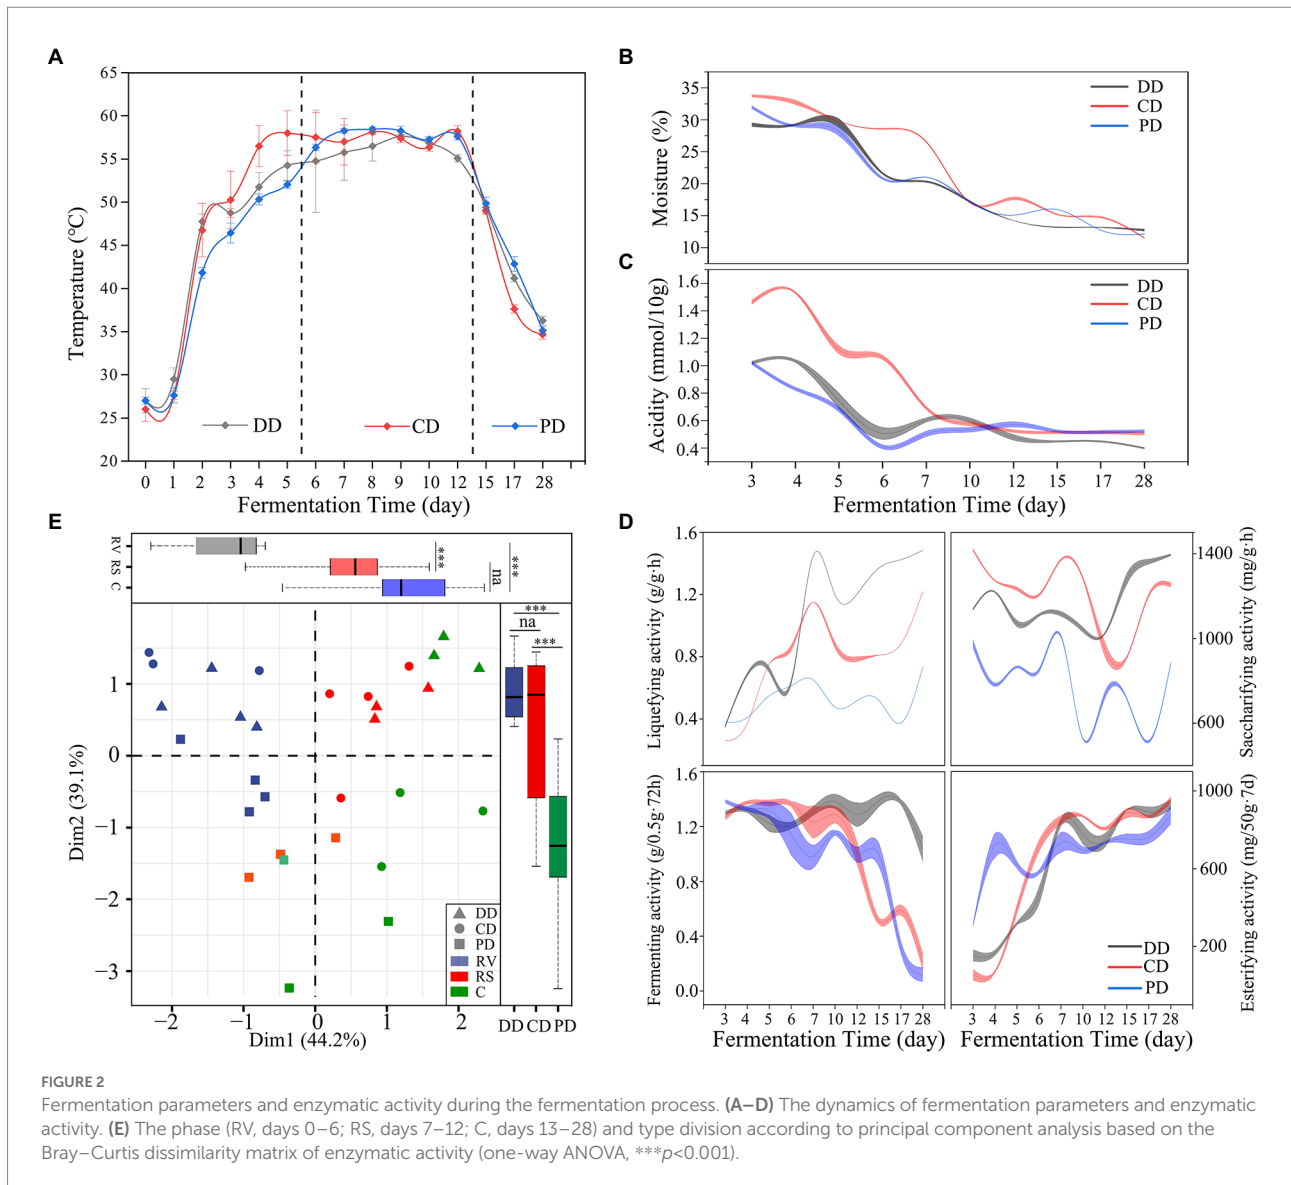 A
65
60
55
50
45
40
35
30
25
20
Temperature (℃)
DD
CD
PD
0 1 2 3 4 5 6 7 8 9 10 12 15 17 28
Fermentation Time (day)
B
35
30
25
20
15
10
Moisture (%)
DD
CD
PD
C
1.6
1.4
1.2
1.0
0.8
0.6
0.4
Acidity (mmol/10g)
DD
CD
PD
3 4 5 6 7 10 12 15 17 28
Fermentation Time (day)
E
RV
RS
C
***
na
***
1
0
−1
−2
−3
Dim2 (39.1%)
***
na
***
DD
CD
PD
RV
RS
C
−2 −1 0 1 2
DD CD PD
Dim1 (44.2%)
D
1.6
1.2
0.8
0.4
Liquefying activity (g/g·h)
1400
1000
600
Saccharifying activity (mg/g·h)
1.6
1.2
0.8
0.4
0.0
Fermenting activity (g/0.5g·72h)
1000
600
200
Esterifying activity (mg/50g·7d)
DD
CD
PD
3 4 5 6 7 10 12 15 17 28
Fermentation Time (day)
3 4 5 6 7 10 12 15 17 28
Fermentation Time (day)
FIGURE 2
Fermentation parameters and enzymatic activity during the fermentation process. (A–D) The dynamics of fermentation parameters and enzymatic
activity. (E) The phase (RV, days 0–6; RS, days 7–12; C, days 13–28) and type division according to principal component analysis based on the
Bray–Curtis dissimilarity matrix of enzymatic activity (one-way ANOVA, ***p<0.001).